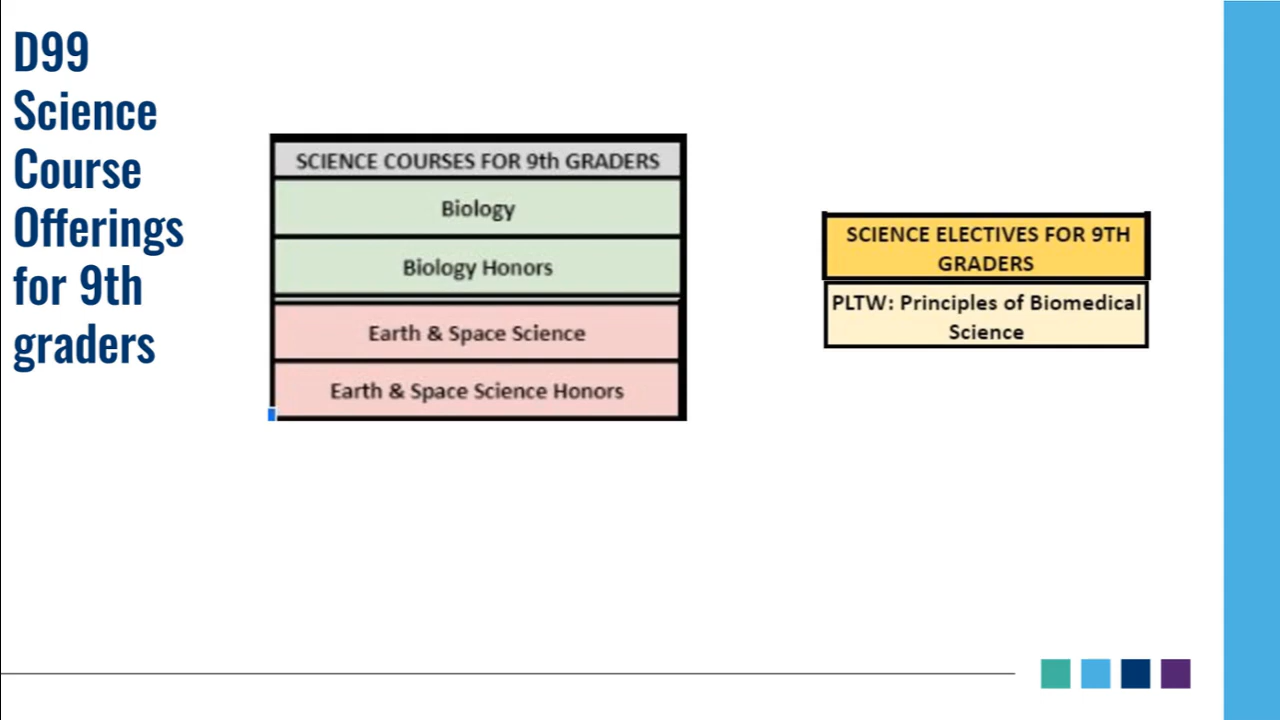 D99
Science
Course
Offerings
for 9th
graders
SCIENCE COURSES FOR 9th GRADERS
Biology
Biology Honors
Earth & Space Science
Earth & Space Science Honors
SCIENCE ELECTIVES FOR 9TH
GRADERS
PLTW: Principles of Biomedical
Science